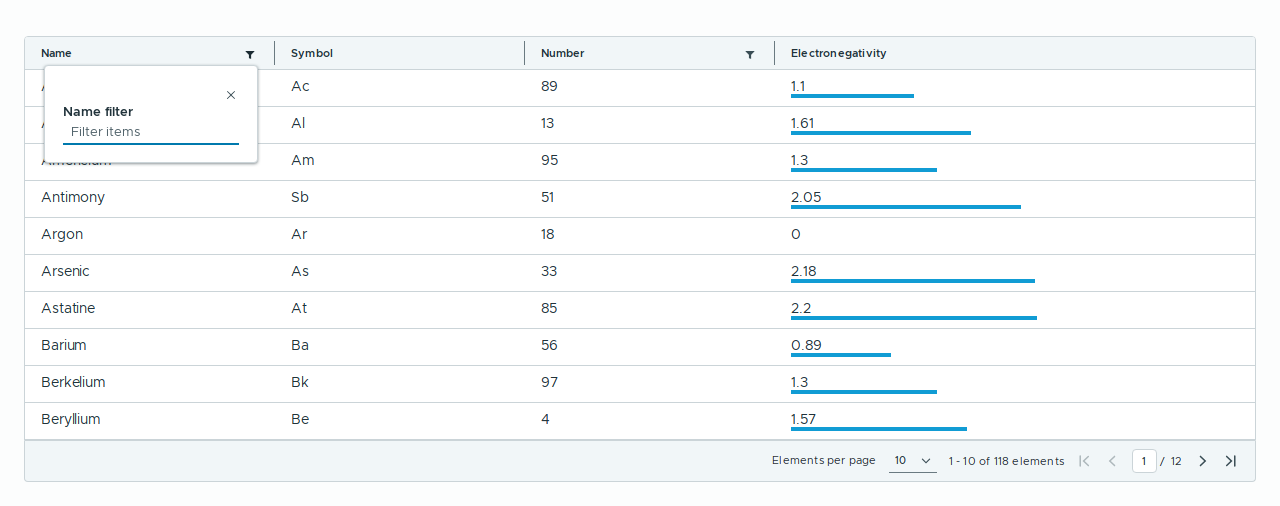 Name Symbol Number Electronegativity
Ac 89 1.1
Name filter
Filter items
Al 13 1.61
Am 95 1.3
Antimony Sb 51 2.05
Argon Ar 18 0
Arsenic As 33 2.18
Astatine At 85 2.2
Barium Ba 56 0.89
Berkelium Bk 97 1.3
Beryllium Be 4 1.57
Elements per page 10 1 - 10 of 118 elements 1 / 12